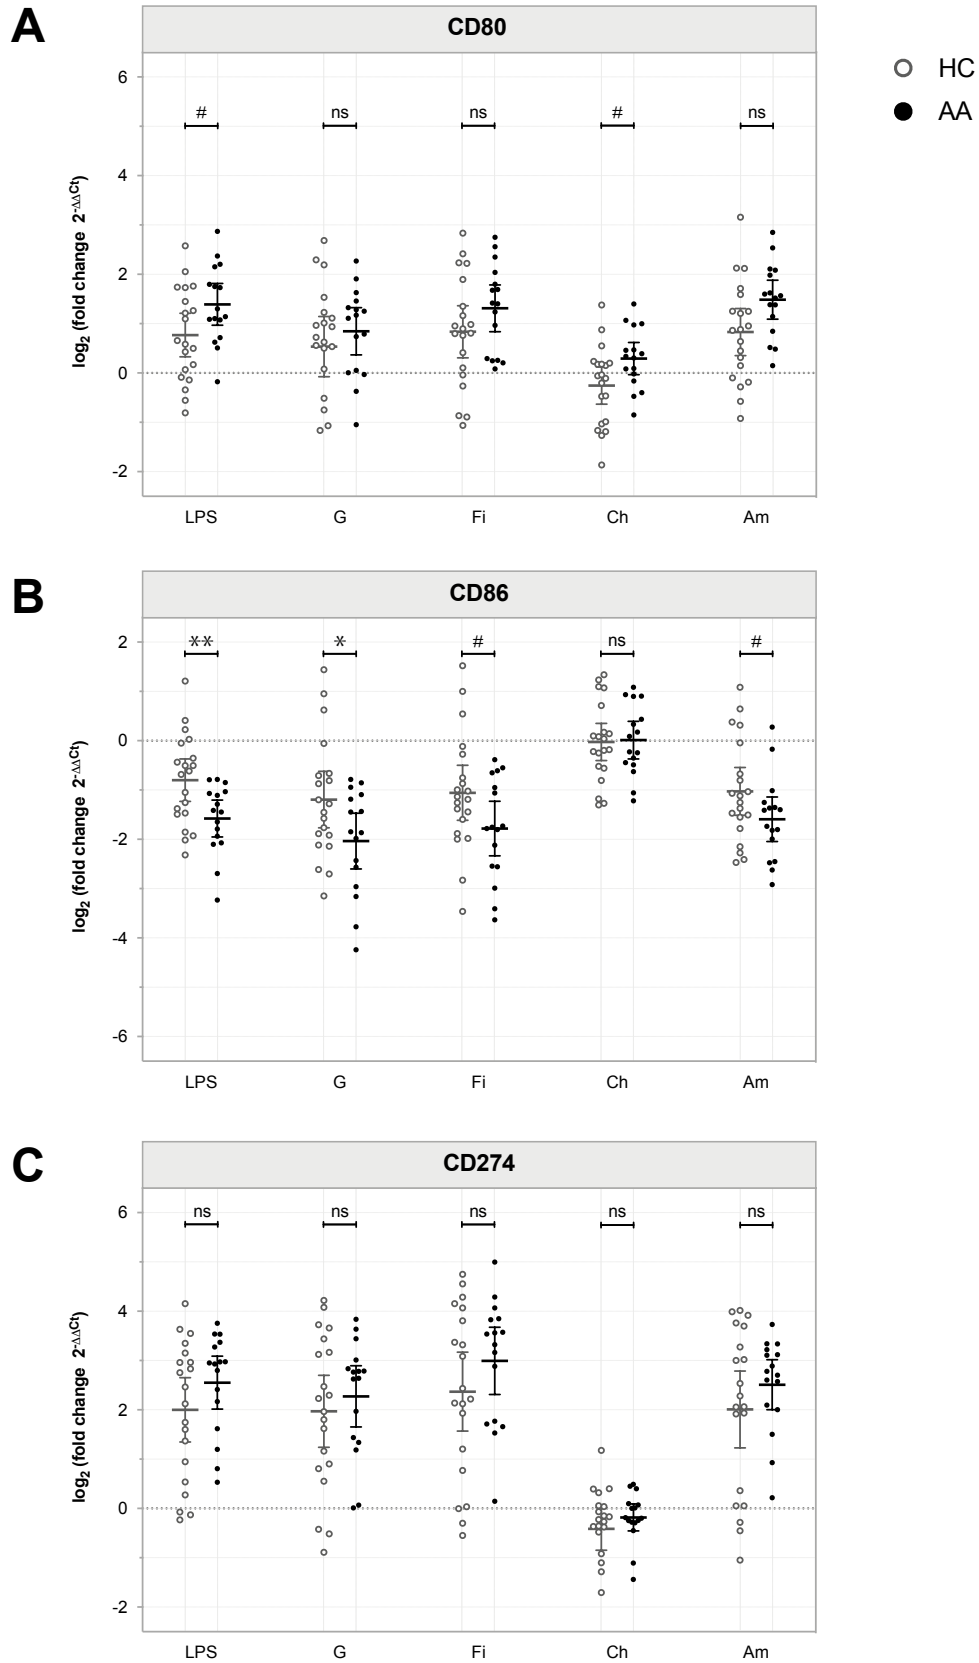 A
CD80
HC
AA
log2 (fold change 2-ΔΔCt)
6
4
2
0
-2
# ns ns # ns
LPS G Fi Ch Am
B
CD86
log2 (fold change 2-ΔΔCt)
2
0
-2
-4
-6
** * # ns #
LPS G Fi Ch Am
C
CD274
log2 (fold change 2-ΔΔCt)
6
4
2
0
-2
ns ns ns ns ns
LPS G Fi Ch Am